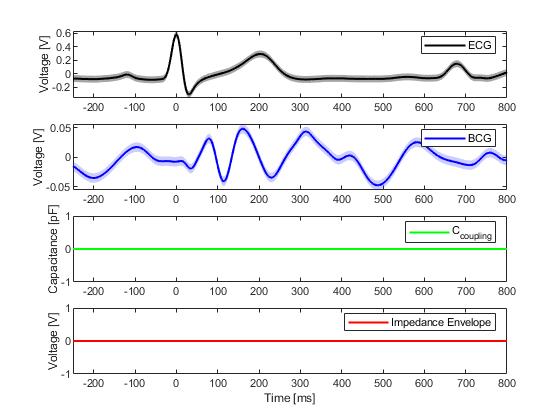 0.6
0.4
0.2
0
-0.2
Voltage [V]
ECG
-200 -100 0 100 200 300 400 500 600 700 800
0.05
0
-0.05
Voltage [V]
BCG
-200 -100 0 100 200 300 400 500 600 700 800
1
0
-1
Capacitance [pF]
C_coupling
-200 -100 0 100 200 300 400 500 600 700 800
1
0
-1
Voltage [V]
Impedance Envelope
-200 -100 0 100 200 300 400 500 600 700 800
Time [ms]